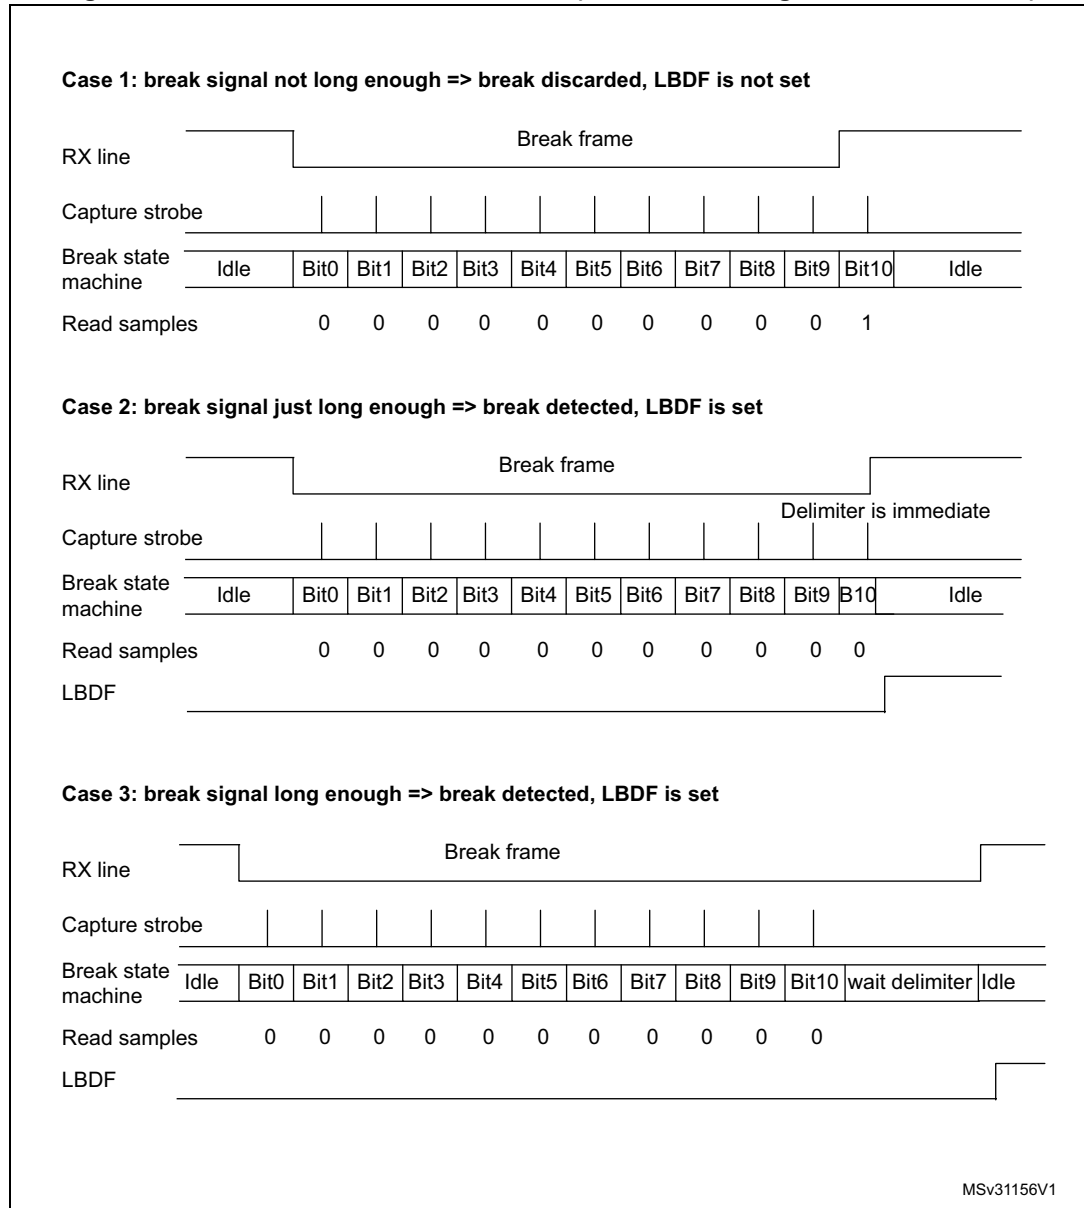 Case 1: break signal not long enough => break discarded, LBDF is not set
Break frame
RX line
Capture strobe
Break state machine Idle Bit0 Bit1 Bit2 Bit3 Bit4 Bit5 Bit6 Bit7 Bit8 Bit9 Bit10 Idle
Read samples 0 0 0 0 0 0 0 0 0 0 1
Case 2: break signal just long enough => break detected, LBDF is set
Break frame
RX line
Delimiter is immediate
Capture strobe
Break state machine Idle Bit0 Bit1 Bit2 Bit3 Bit4 Bit5 Bit6 Bit7 Bit8 Bit9 B10 Idle
Read samples 0 0 0 0 0 0 0 0 0 0 0
LBDF
Case 3: break signal long enough => break detected, LBDF is set
Break frame
RX line
Capture strobe
Break state machine Idle Bit0 Bit1 Bit2 Bit3 Bit4 Bit5 Bit6 Bit7 Bit8 Bit9 Bit10 wait delimiter Idle
Read samples 0 0 0 0 0 0 0 0 0 0 0
LBDF
MSv31156V1